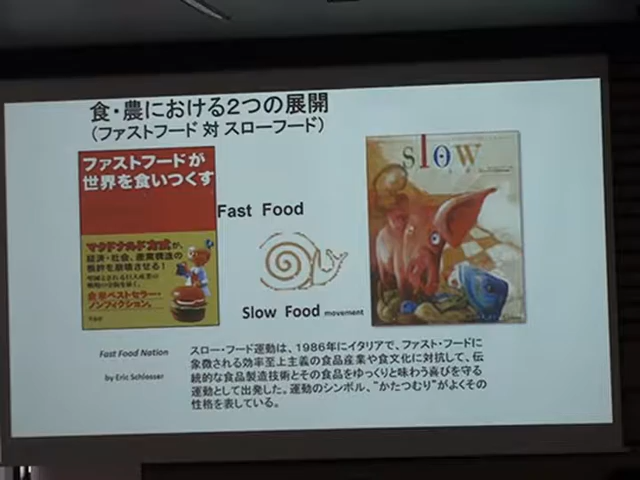 食・農における2つの展開
(ファストフード 対 スローフード)
ファストフードが
世界を食いつくす
マクドナルド方式が、
経済・社会、産業構造の
根幹を崩壊させる!
全米ベストセラー・
ノンフィクション。
Fast Food
slow
Slow Food movement
Fast Food Nation
by Eric Schlosser
スロー・フード運動は、1986年にイタリアで、ファスト・フードに
象徴される効率至上主義の食品産業や食文化に対抗して、伝
統的な食品製造技術とその食品をゆっくりと味わう喜びを守る
運動として出発した。運動のシンボル、"かたつむり"がよくその
性格を表している。